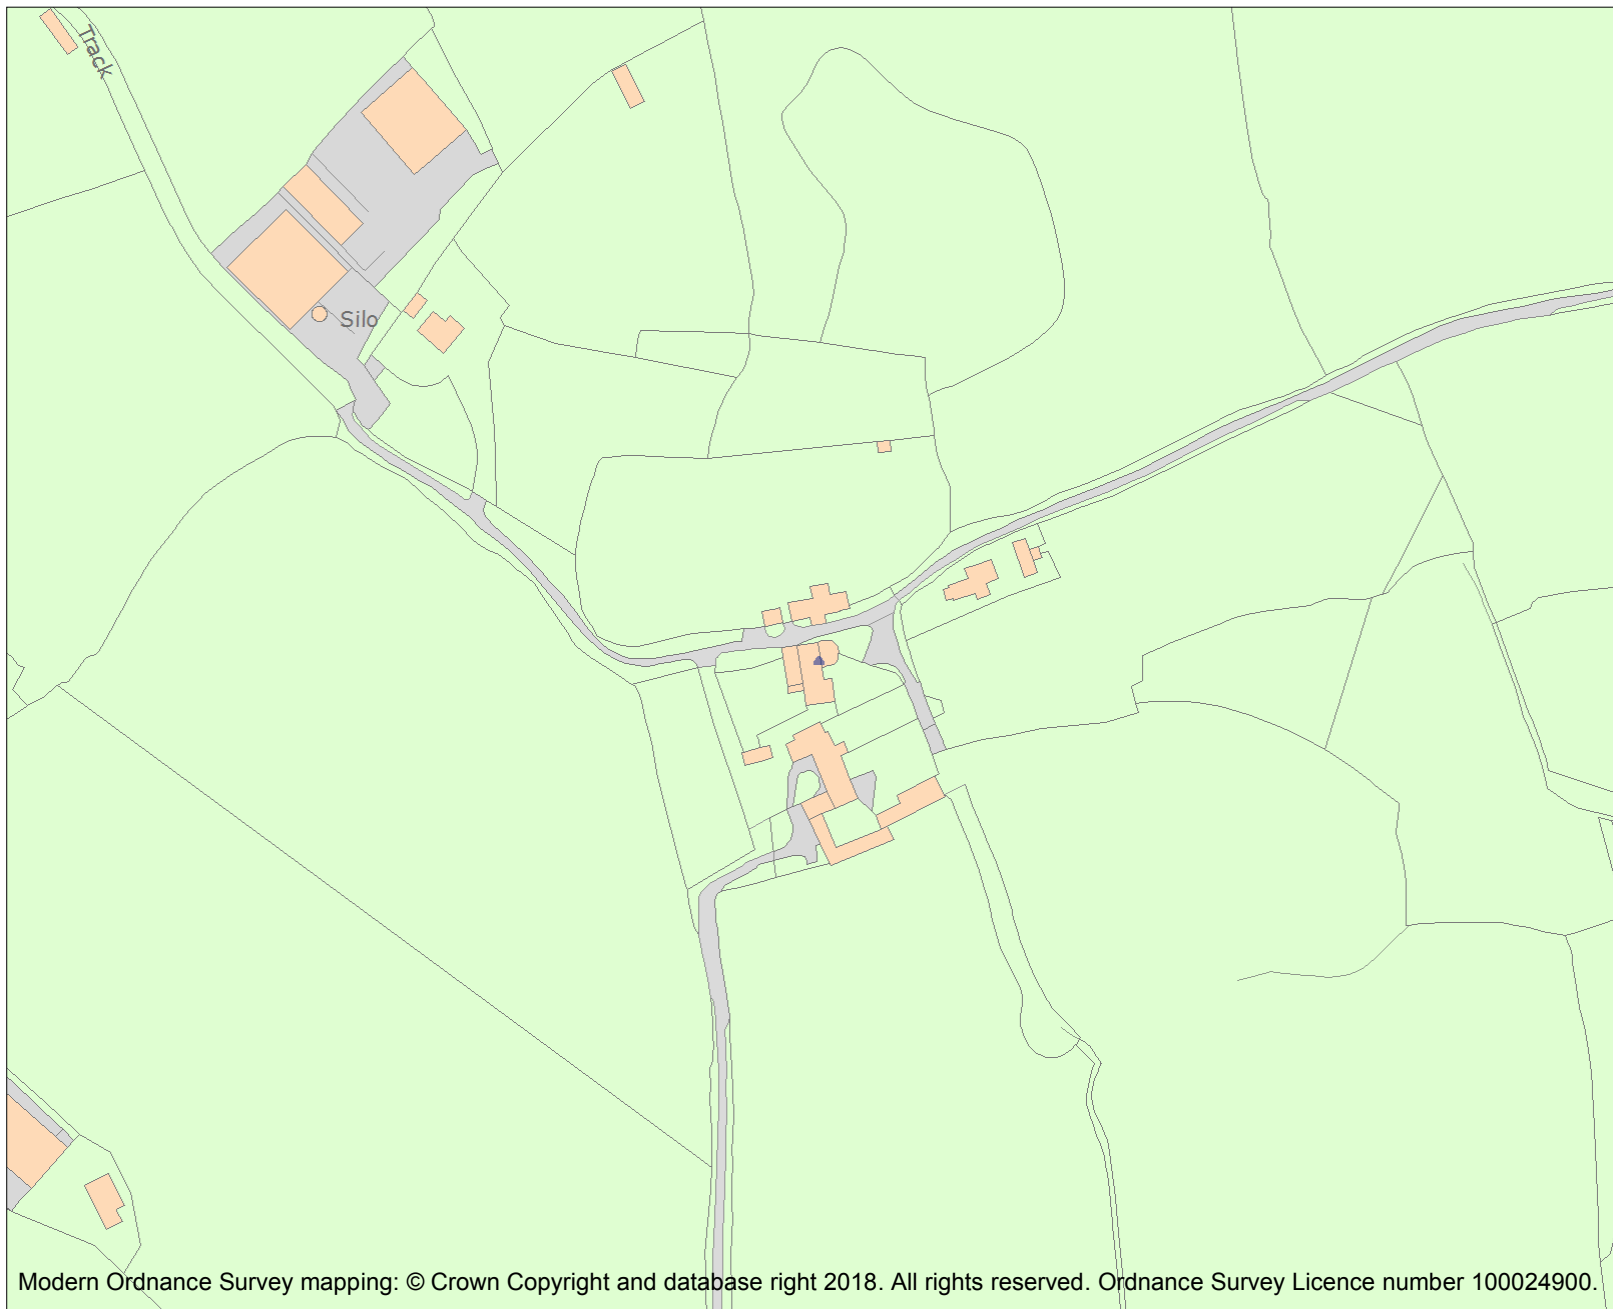 Track
Silo
Modern Ordnance Survey mapping: © Crown Copyright and database right 2018. All rights reserved. Ordnance Survey Licence number 100024900.